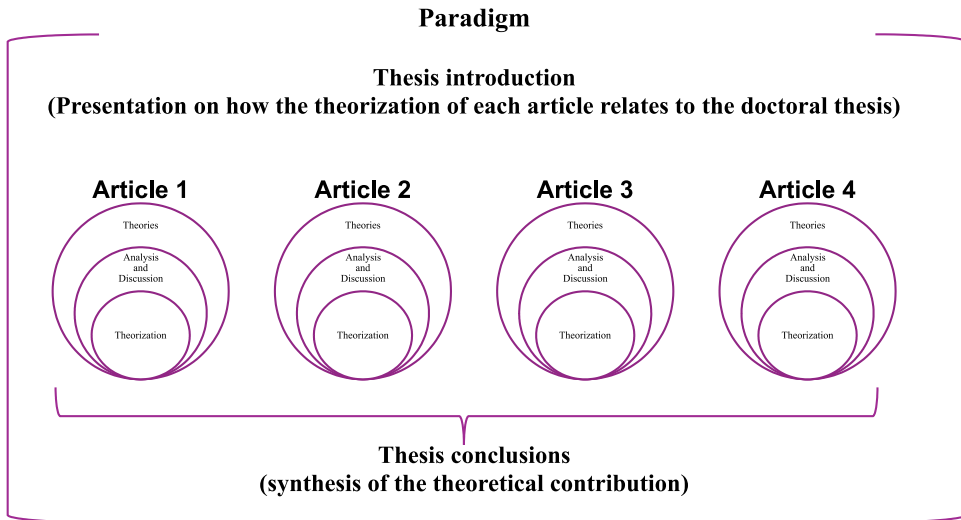 Paradigm
Thesis introduction
(Presentation on how the theorization of each article relates to the doctoral thesis)
Article 1
Theories
Analysis
and
Discussion
Theorization
Article 2
Theories
Analysis
and
Discussion
Theorization
Article 3
Theories
Analysis
and
Discussion
Theorization
Article 4
Theories
Analysis
and
Discussion
Theorization
Thesis conclusions
(synthesis of the theoretical contribution)